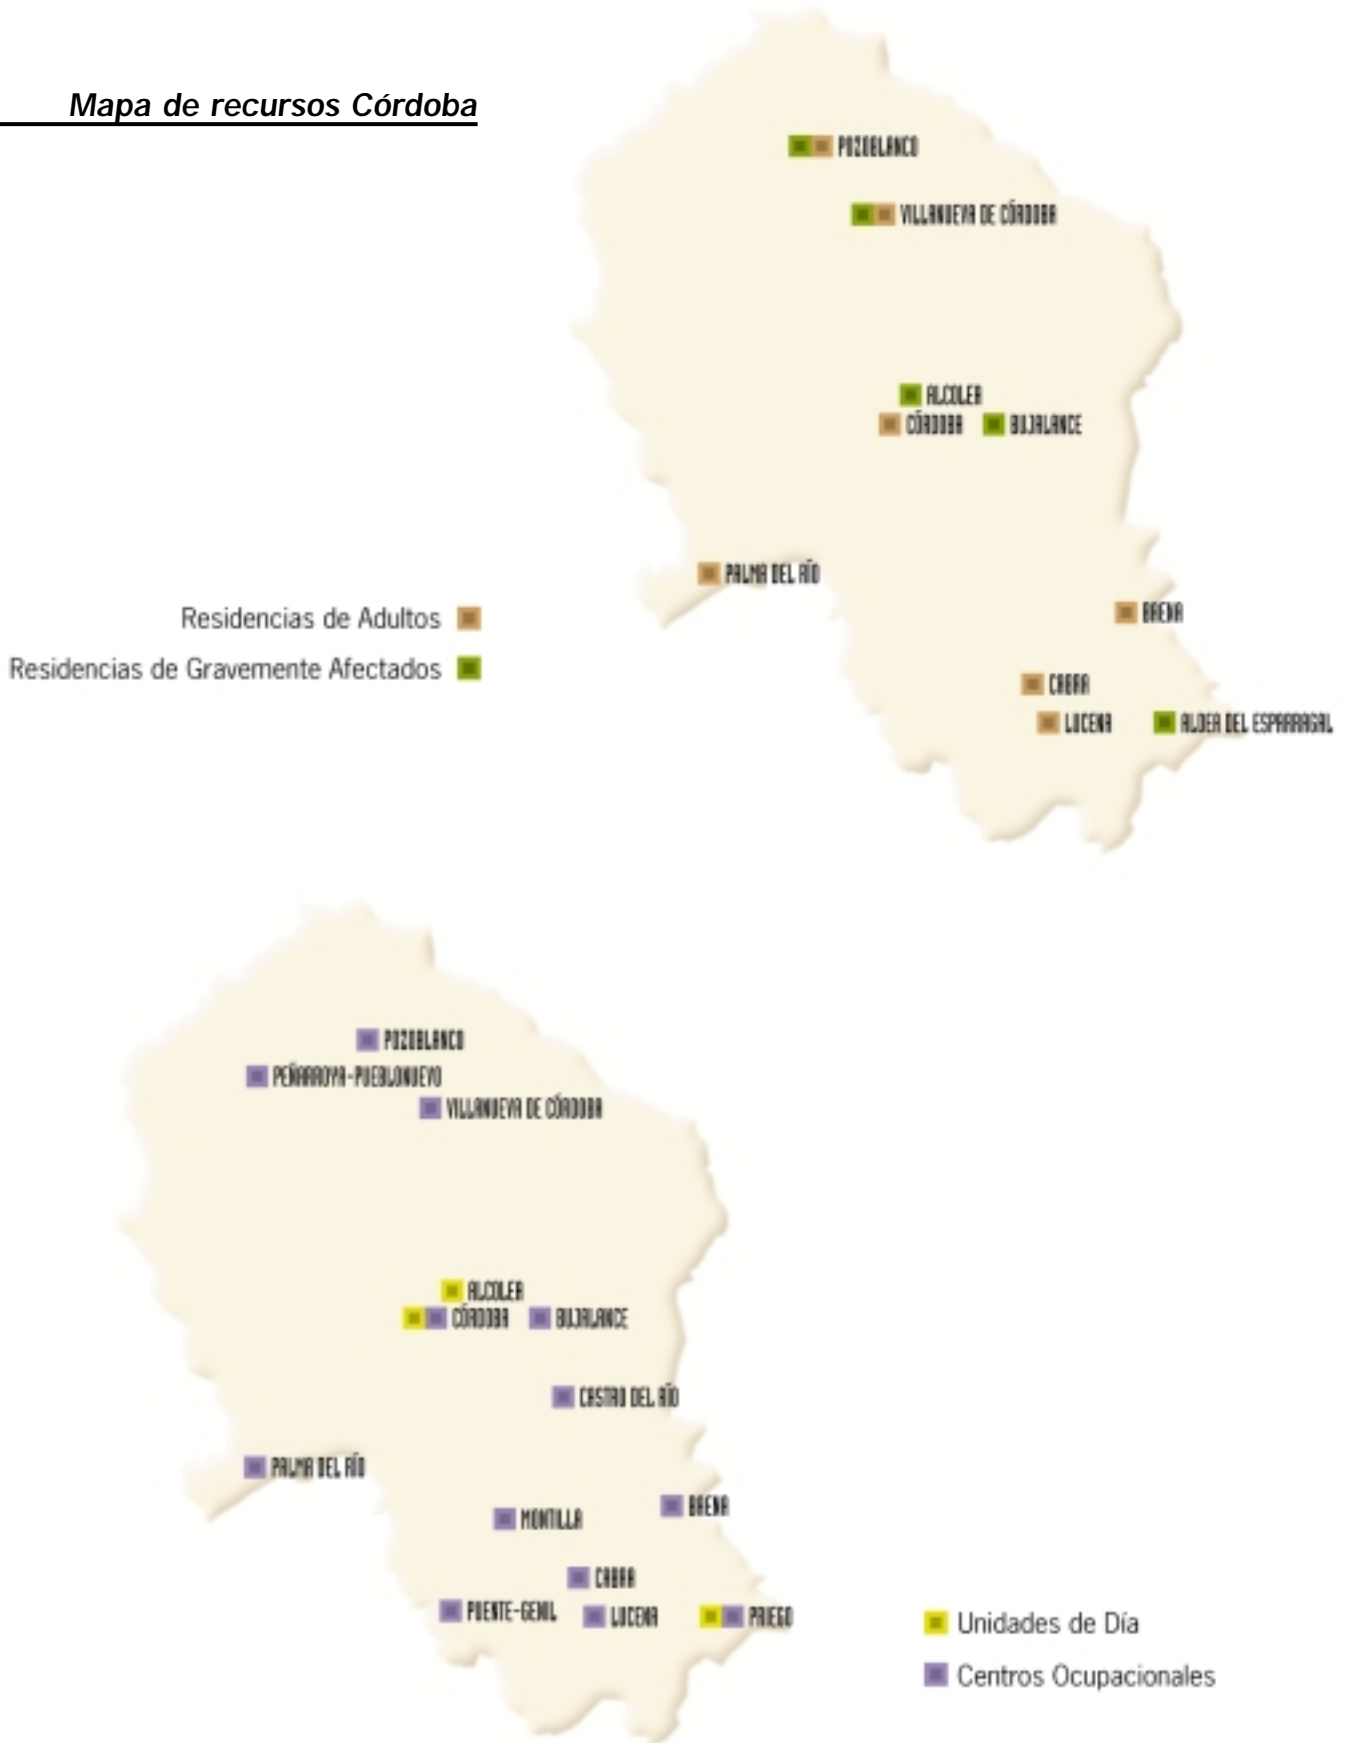 Mapa de recursos Córdoba
POZOBLANCO
VILLANUEVA DE CÓRDOBA
ALCOLEA
CÓRDOBA
BUJALANCE
PALMA DEL RÍO
Residencias de Adultos
BAENA
Residencias de Gravemente Afectados
CABRA
LUCENA
ALDEA DEL ESPARRAGAL
POZOBLANCO
PEÑARROYA-PUEBLONUEVO
VILLANUEVA DE CÓRDOBA
ALCOLEA
CÓRDOBA
BUJALANCE
CASTRO DEL RÍO
PALMA DEL RÍO
BAENA
MONTILLA
CABRA
PUENTE-GENIL
LUCENA
PRIEGO
Unidades de Día
Centros Ocupacionales